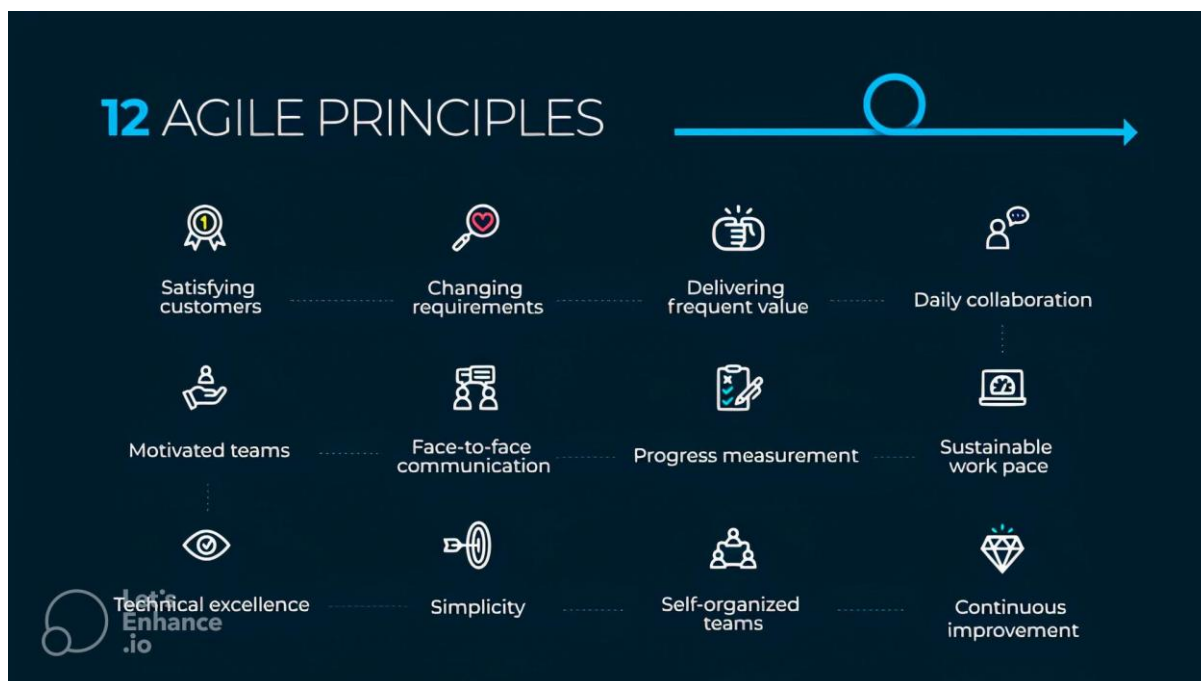 12 AGILE PRINCIPLES
1
Satisfying
customers
Changing
requirements
Delivering
frequent value
Daily collaboration
Motivated teams
Face-to-face
communication
Progress measurement
Sustainable
work pace
Technical excellence
Simplicity
Self-organized
teams
Continuous
improvement
Let's
Enhance
.io